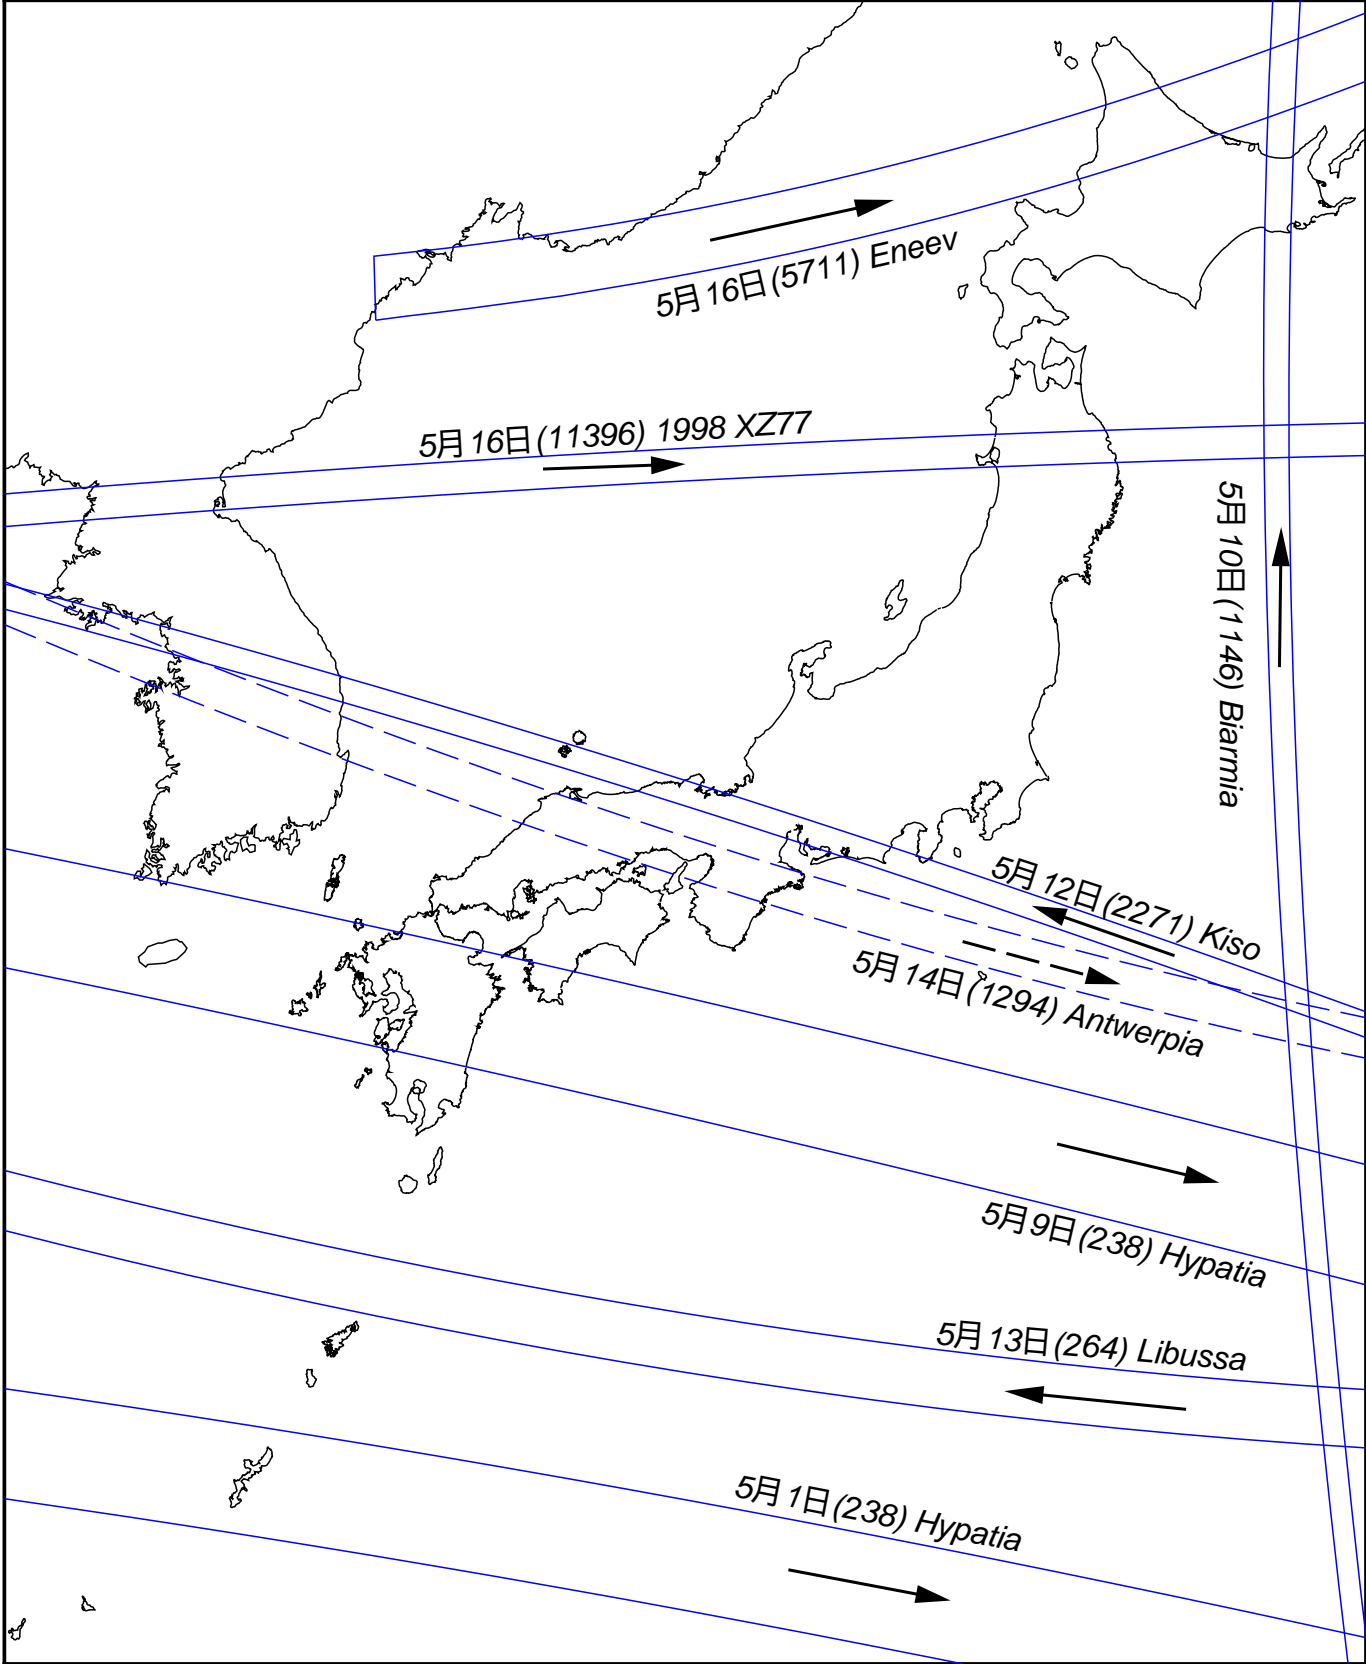 5月16日(5711) Eneev
5月16日(11396) 1998 XZ77
5月10日(1146) Biarmia
5月12日(2271) Kiso
5月14日(1294) Antwerpia
5月9日(238) Hypatia
5月13日(264) Libussa
5月1日(238) Hypatia